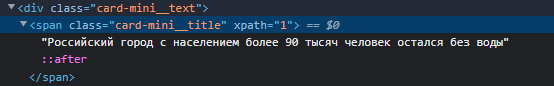 <div class="card-mini__text">
<span class="card-mini__title" xpath="1"> == $0
"Российский город с населением более 90 тысяч человек остался без воды"
::after
</span>